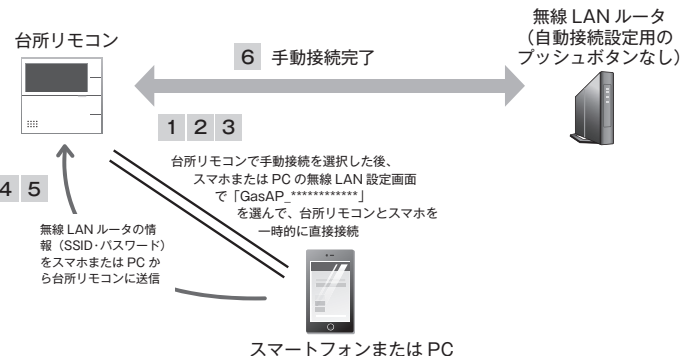 無線 LAN ルータ
（自動接続設定用の
プッシュボタンなし）
台所リモコン
6 手動接続完了
1 2 3
台所リモコンで手動接続を選択した後、
スマホまたは PC の無線 LAN 設定画面
で「GasAP_************」
を選んで、台所リモコンとスマホを
一時的に直接接続
4 5
無線 LAN ルータの情
報（SSID・パスワード）
をスマホまたは PC か
ら台所リモコンに送信
スマートフォンまたは PC